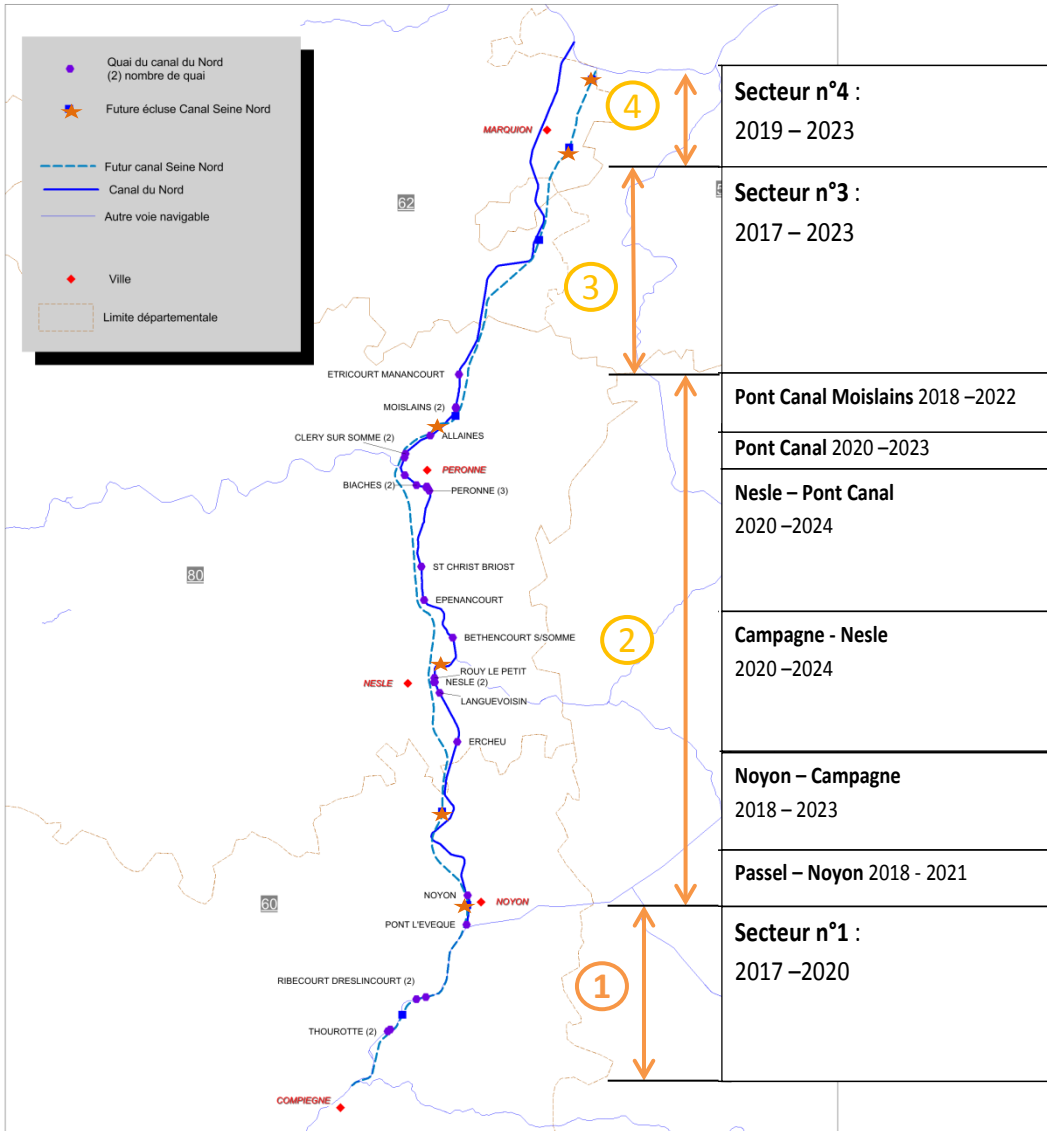 Quai du canal du Nord
(2) nombre de quai
Future écluse Canal Seine Nord
Futur canal Seine Nord
Canal du Nord
Autre voie navigable
Ville
Limite départementale
MARQUION
62
4
3
ETRICOURT MANANCOURT
MOISLAINS (2)
ALLAINES
CLERY SUR SOMME (2)
PERONNE
BIACHES (2)
PERONNE (3)
ST CHRIST BRIOST
80
EPENANCOURT
BETHENCOURT S/SOMME
2
ROUY LE PETIT
NESLE
NESLE (2)
LANGUEVOISIN
ERCHEU
NOYON
NOYON
60
PONT L'EVEQUE
RIBECOURT DRESLINCOURT (2)
1
THOUROTTE (2)
COMPIEGNE
Secteur n°4 :
2019 – 2023
Secteur n°3 :
2017 – 2023
Pont Canal Moislains 2018 –2022
Pont Canal 2020 –2023
Nesle – Pont Canal
2020 –2024
Campagne - Nesle
2020 –2024
Noyon – Campagne
2018 – 2023
Passel – Noyon 2018 - 2021
Secteur n°1 :
2017 –2020